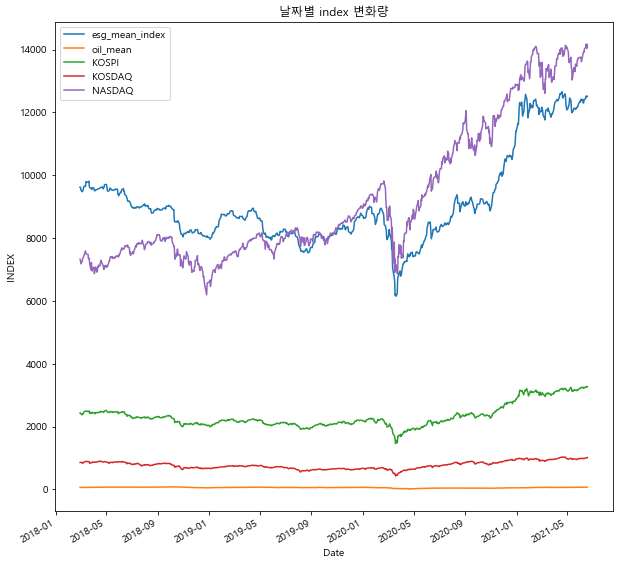 날짜별 index 변화량
esg_mean_index
oil_mean
KOSPI
KOSDAQ
NASDAQ
14000
12000
10000
8000
6000
4000
2000
0
INDEX
2018-01
2018-05
2018-09
2019-01
2019-05
2019-09
2020-01
2020-05
2020-09
2021-01
2021-05
Date